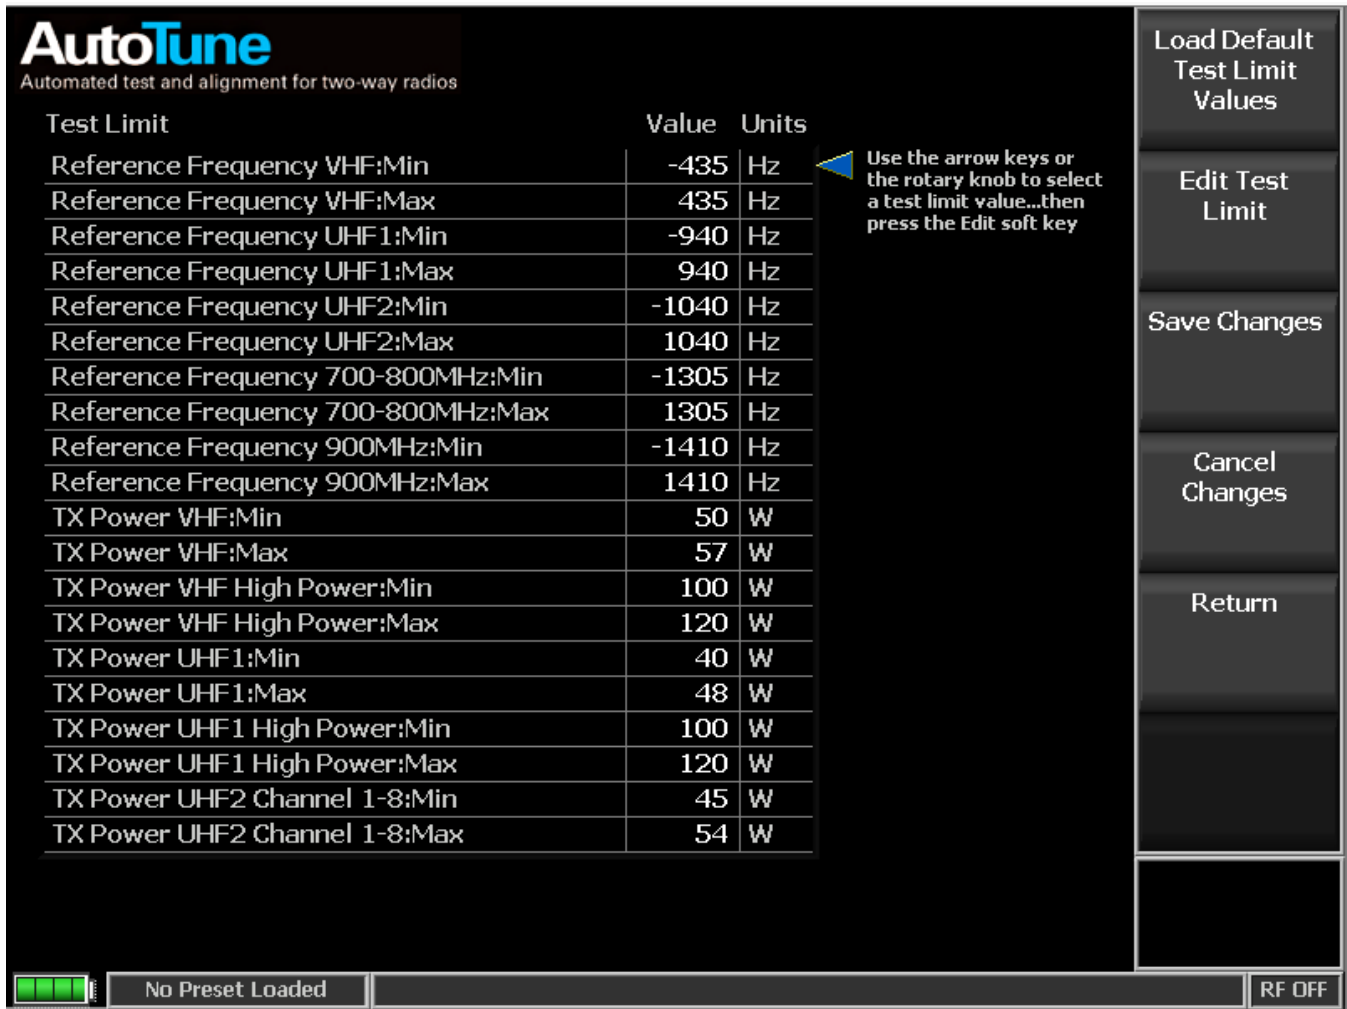 AutoTune
Automated test and alignment for two-way radios
Test Limit Value Units
Reference Frequency VHF:Min -435 Hz
Reference Frequency VHF:Max 435 Hz
Reference Frequency UHF1:Min -940 Hz
Reference Frequency UHF1:Max 940 Hz
Reference Frequency UHF2:Min -1040 Hz
Reference Frequency UHF2:Max 1040 Hz
Reference Frequency 700-800MHz:Min -1305 Hz
Reference Frequency 700-800MHz:Max 1305 Hz
Reference Frequency 900MHz:Min -1410 Hz
Reference Frequency 900MHz:Max 1410 Hz
TX Power VHF:Min 50 W
TX Power VHF:Max 57 W
TX Power VHF High Power:Min 100 W
TX Power VHF High Power:Max 120 W
TX Power UHF1:Min 40 W
TX Power UHF1:Max 48 W
TX Power UHF1 High Power:Min 100 W
TX Power UHF1 High Power:Max 120 W
TX Power UHF2 Channel 1-8:Min 45 W
TX Power UHF2 Channel 1-8:Max 54 W
Use the arrow keys or
the rotary knob to select
a test limit value...then
press the Edit soft key
Load Default
Test Limit
Values
Edit Test
Limit
Save Changes
Cancel
Changes
Return
No Preset Loaded
RF OFF